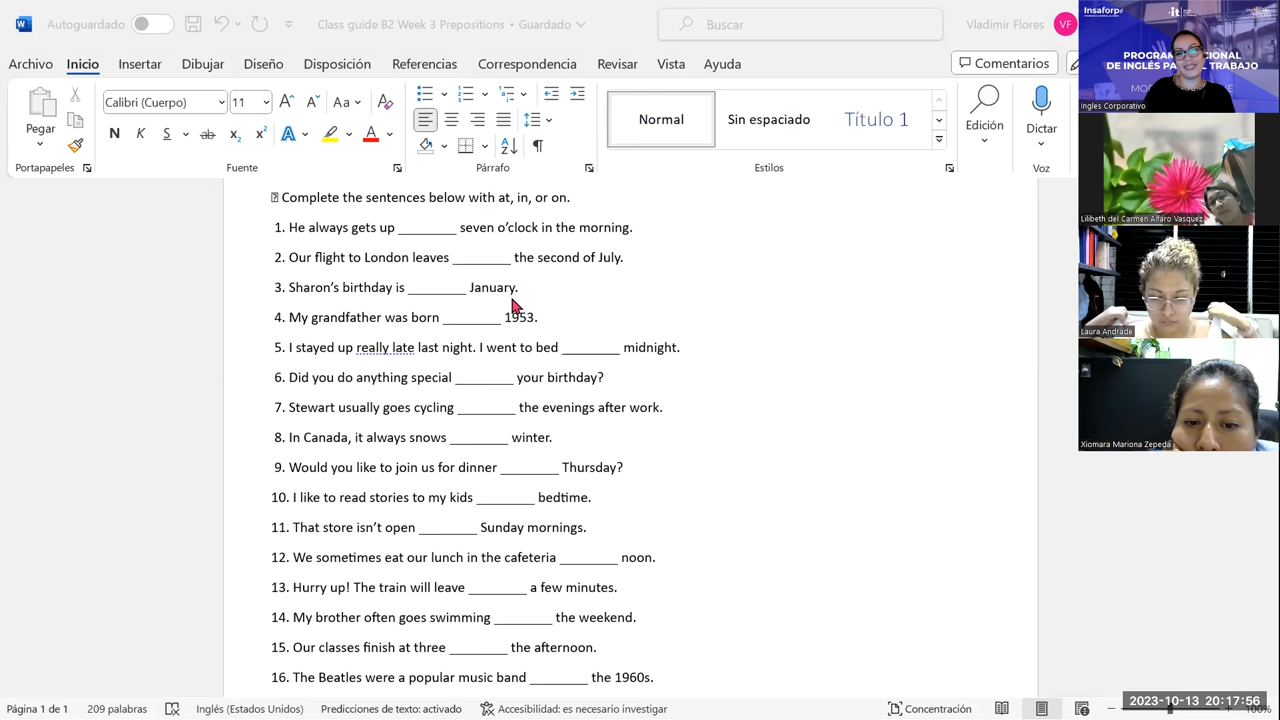 Autoguardado
Class guide B2 Week 3 Prepositions • Guardado
Buscar
Vladimir Flores
VF
Archivo Inicio Insertar Dibujar Diseño Disposición Referencias Correspondencia Revisar Vista Ayuda
Comentarios
Pegar
Calibri (Cuerpo) 11
Normal
Sin espaciado
Título 1
Edición
Dictar
Portapapeles
Fuente
Párrafo
Estilos
Voz
Complete the sentences below with at, in, or on.
1. He always gets up ________ seven o’clock in the morning.
2. Our flight to London leaves ________ the second of July.
3. Sharon’s birthday is ________ January.
4. My grandfather was born ________ 1953.
5. I stayed up really late last night. I went to bed ________ midnight.
6. Did you do anything special ________ your birthday?
7. Stewart usually goes cycling ________ the evenings after work.
8. In Canada, it always snows ________ winter.
9. Would you like to join us for dinner ________ Thursday?
10. I like to read stories to my kids ________ bedtime.
11. That store isn’t open ________ Sunday mornings.
12. We sometimes eat our lunch in the cafeteria ________ noon.
13. Hurry up! The train will leave ________ a few minutes.
14. My brother often goes swimming ________ the weekend.
15. Our classes finish at three ________ the afternoon.
16. The Beatles were a popular music band ________ the 1960s.
Página 1 de 1
209 palabras
Inglés (Estados Unidos)
Predicciones de texto: activado
Accesibilidad: es necesario investigar
Concentración
100%
2023-10-13 20:17:56
Insaforp
DE INGLÉS
TRABAJO
Ingles Corporativo
Lilibeth del Carmen Alfaro Vasquez
Laura Andrade
Xiomara Mariona Zepeda